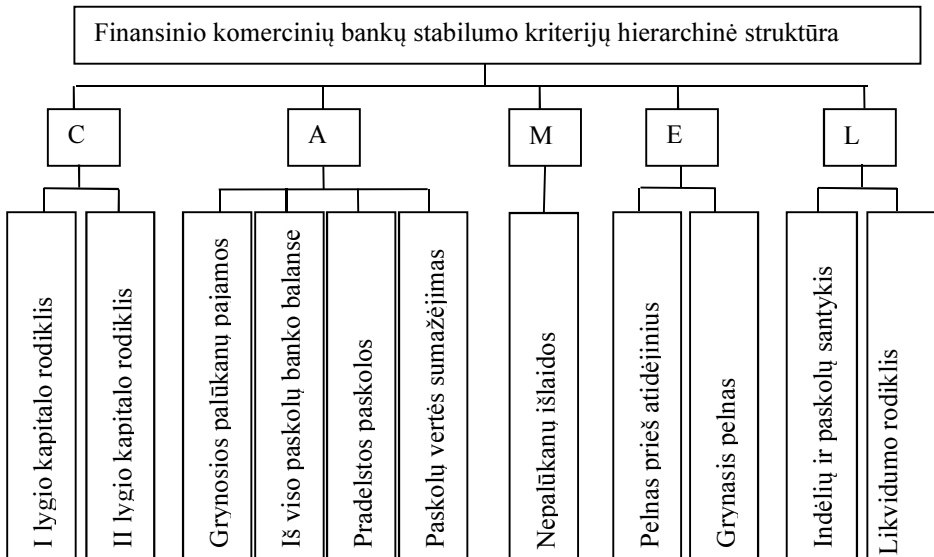 Finansinio komercinių bankų stabilumo kriterijų hierarchinė struktūra
C
A
M
E
L
I lygio kapitalo rodiklis
II lygio kapitalo rodiklis
Grynosios palūkanų pajamos
Iš viso paskolų banko balanse
Pradelstos paskolos
Paskolų vertės sumažėjimas
Nepalūkanų išlaidos
Pelnas prieš atidėjinius
Grynasis pelnas
Indėlių ir paskolų santykis
Likvidumo rodiklis